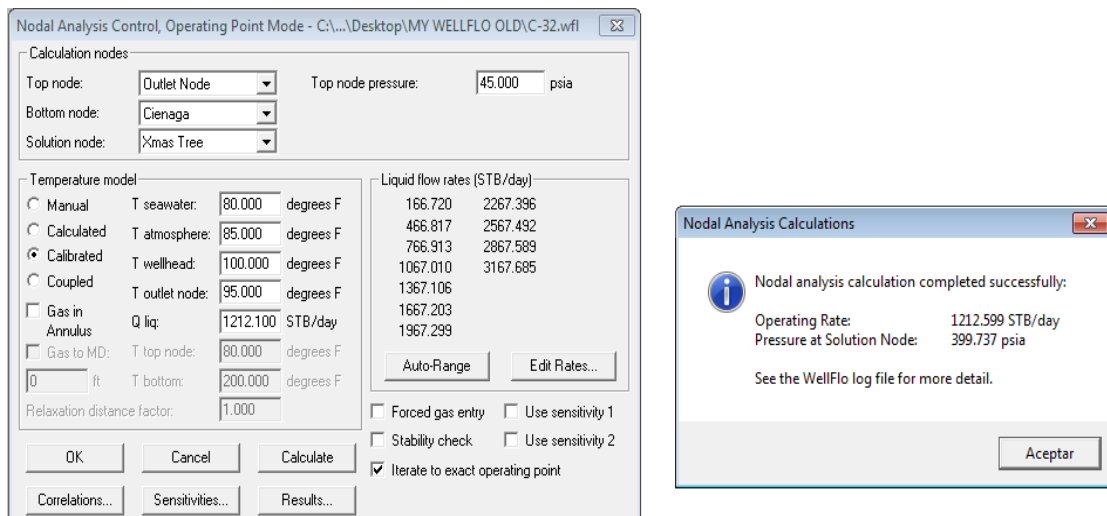 Nodal Analysis Control, Operating Point Mode - C:\...\Desktop\MY WELLFLO OLD\C-32.wfl
Calculation nodes
Top node: Outlet Node Top node pressure: 45.000 psia
Bottom node: Cienaga
Solution node: Xmas Tree
Temperature model
Manual T seawater: 80.000 degrees F
Calculated T atmosphere: 85.000 degrees F
Calibrated T wellhead: 100.000 degrees F
Coupled T outlet node: 95.000 degrees F
Gas in Annulus Q liq: 1212.100 STB/day
Gas to MD: T top node: 80.000 degrees F
0 ft T bottom: 200.000 degrees F
Relaxation distance factor: 1.000
Liquid flow rates (STB/day)
166.720 2267.396
466.817 2567.492
766.913 2867.589
1067.010 3167.685
1367.106
1667.203
1967.299
Auto-Range Edit Rates...
Forced gas entry Use sensitivity 1
Stability check Use sensitivity 2
Iterate to exact operating point
OK Cancel Calculate
Correlations... Sensitivities... Results...
Nodal Analysis Calculations
Nodal analysis calculation completed successfully:
Operating Rate: 1212.599 STB/day
Pressure at Solution Node: 399.737 psia
See the WellFlo log file for more detail.
Aceptar